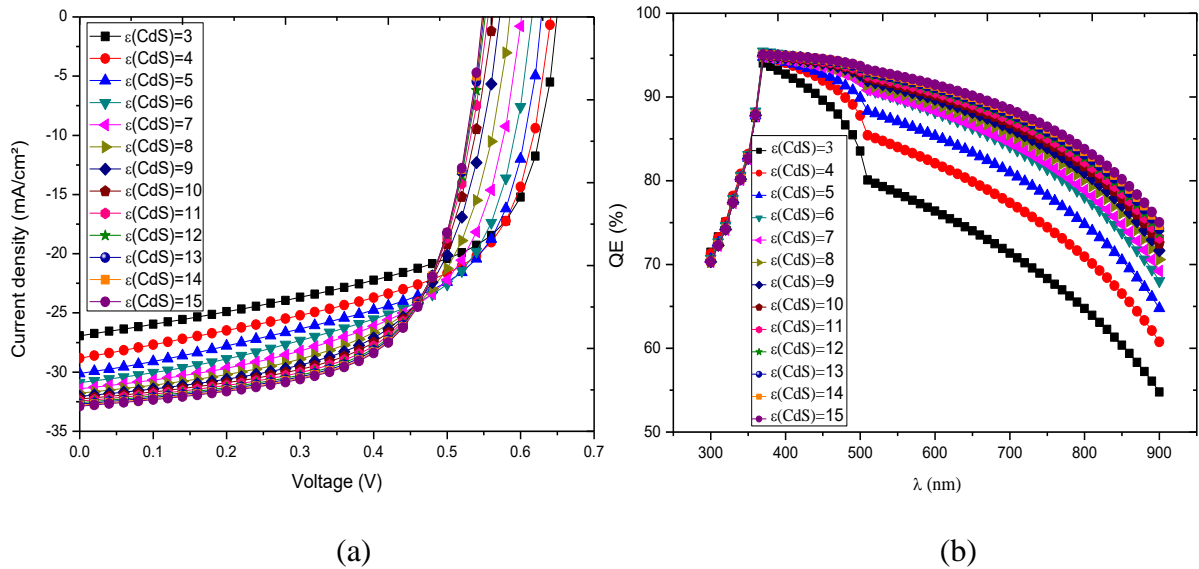 0
-5
-10
-15
-20
-25
-30
-35
Current density (mA/cm²)
ε(CdS)=3
ε(CdS)=4
ε(CdS)=5
ε(CdS)=6
ε(CdS)=7
ε(CdS)=8
ε(CdS)=9
ε(CdS)=10
ε(CdS)=11
ε(CdS)=12
ε(CdS)=13
ε(CdS)=14
ε(CdS)=15
0.0 0.1 0.2 0.3 0.4 0.5 0.6 0.7
Voltage (V)
(a)
100
90
80
70
60
50
QE (%)
ε(CdS)=3
ε(CdS)=4
ε(CdS)=5
ε(CdS)=6
ε(CdS)=7
ε(CdS)=8
ε(CdS)=9
ε(CdS)=10
ε(CdS)=11
ε(CdS)=12
ε(CdS)=13
ε(CdS)=14
ε(CdS)=15
300 400 500 600 700 800 900
λ (nm)
(b)